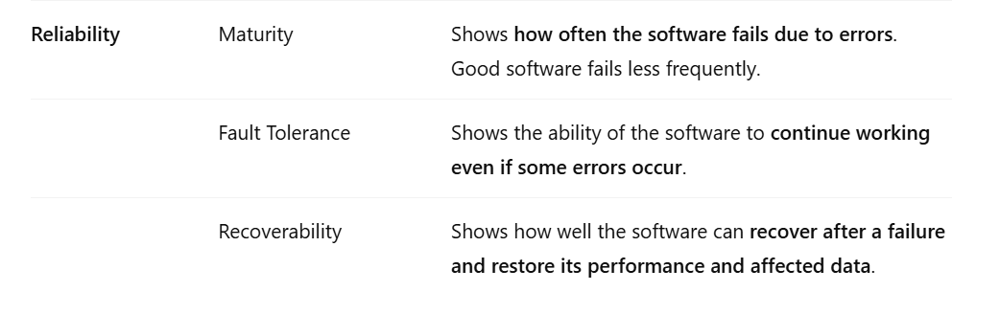 Reliability Maturity Shows how often the software fails due to errors.
Good software fails less frequently.
Fault Tolerance Shows the ability of the software to continue working
even if some errors occur.
Recoverability Shows how well the software can recover after a failure
and restore its performance and affected data.